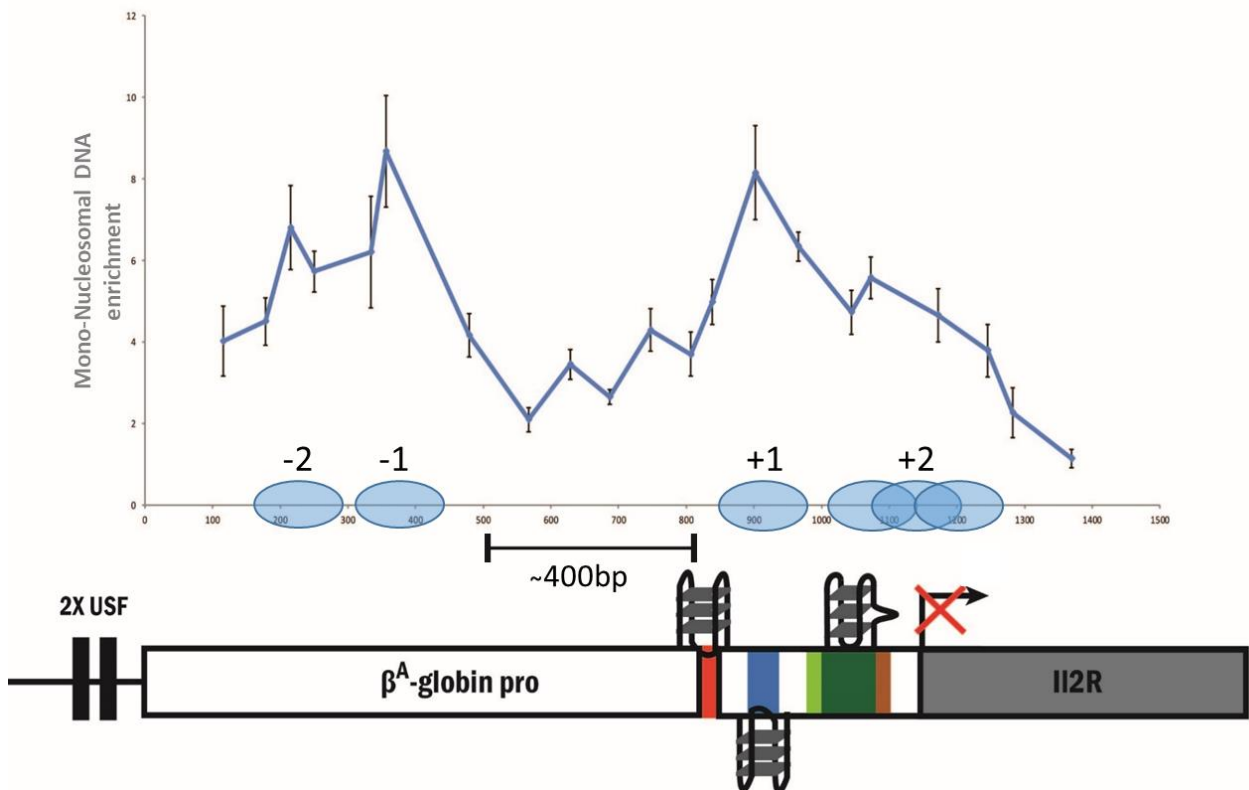 12
10
8
6
4
2
0
Mono-Nucleosomal DNA
enrichment
-2 -1 +1 +2
0 100 200 300 400 500 600 700 800 900 1000 1100 1200 1300 1400 1500
~400bp
2X USF
βA-globin pro
Il2R